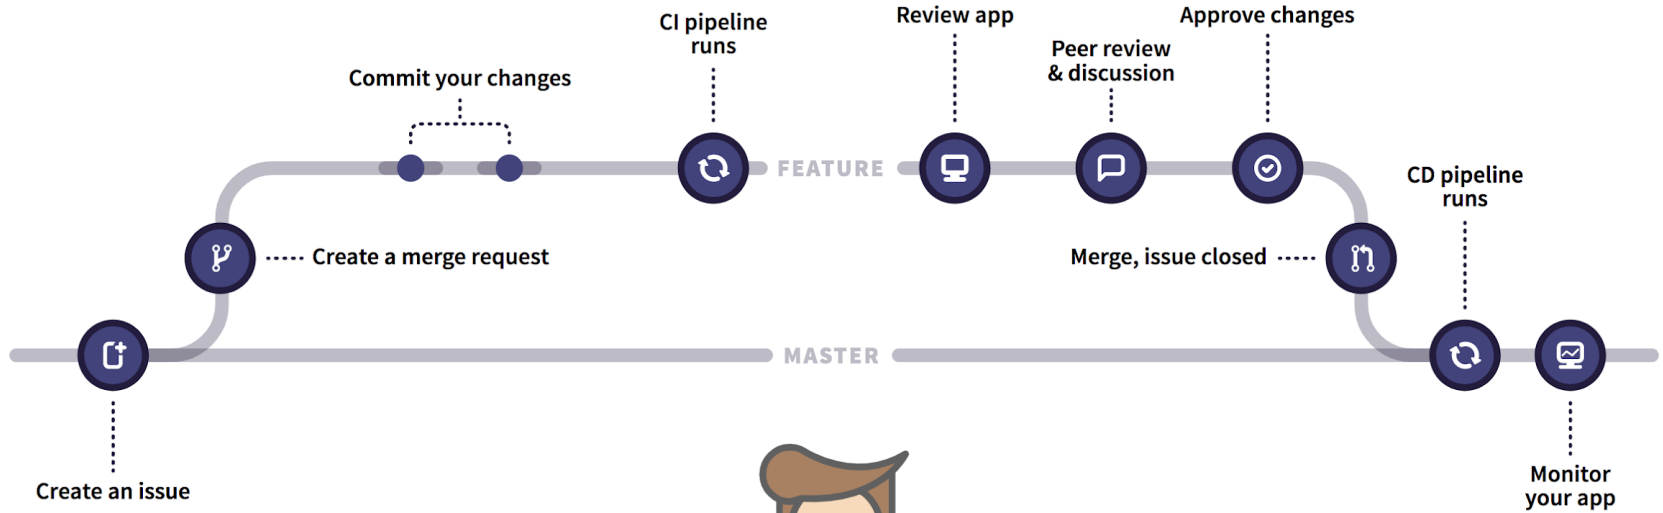 Create an issue
Create a merge request
Commit your changes
CI pipeline
runs
FEATURE
MASTER
Review app
Peer review
& discussion
Approve changes
Merge, issue closed
CD pipeline
runs
Monitor
your app